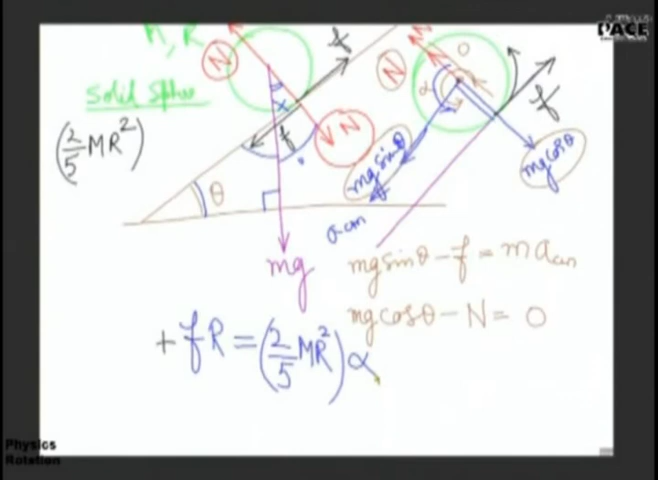 PACE
M, R
N
f
O
N
α
f
Solid Sphere
(2/5 MR²)
f
N
mg sinθ
mg cosθ
θ
a cm
mg
mg sinθ - f = m a cm
mg cosθ - N = 0
+ f R = (2/5 MR²) α
Physics
Rotation